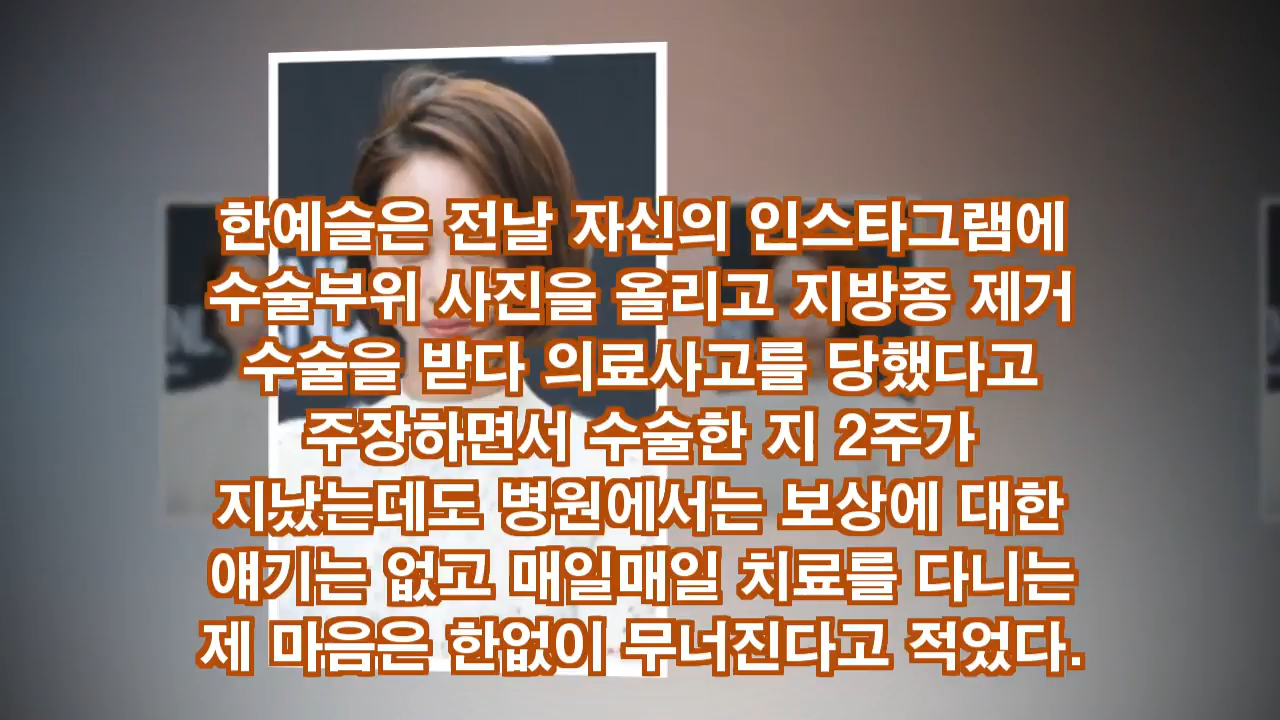 한예슬은 전날 자신의 인스타그램에
수술부위 사진을 올리고 지방종 제거
수술을 받다 의료사고를 당했다고
주장하면서 수술한 지 2주가
지났는데도 병원에서는 보상에 대한
얘기는 없고 매일매일 치료를 다니는
제 마음은 한없이 무너진다고 적었다.